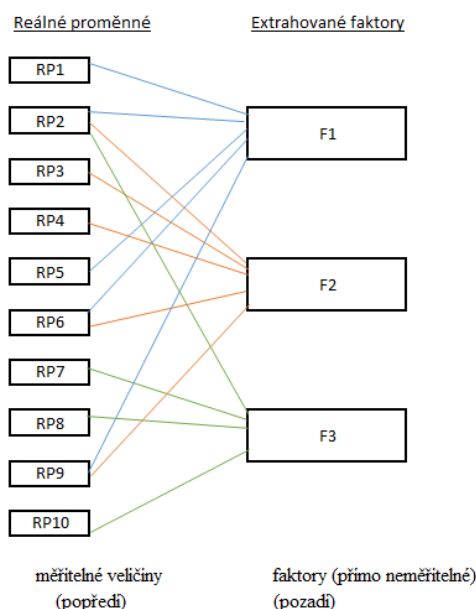 Reálné proměnné
Extrahované faktory
RP1
RP2
RP3
RP4
RP5
RP6
RP7
RP8
RP9
RP10
F1
F2
F3
měřitelné veličiny
(popředí)
faktory (přímo neměřitelné)
(pozadí)